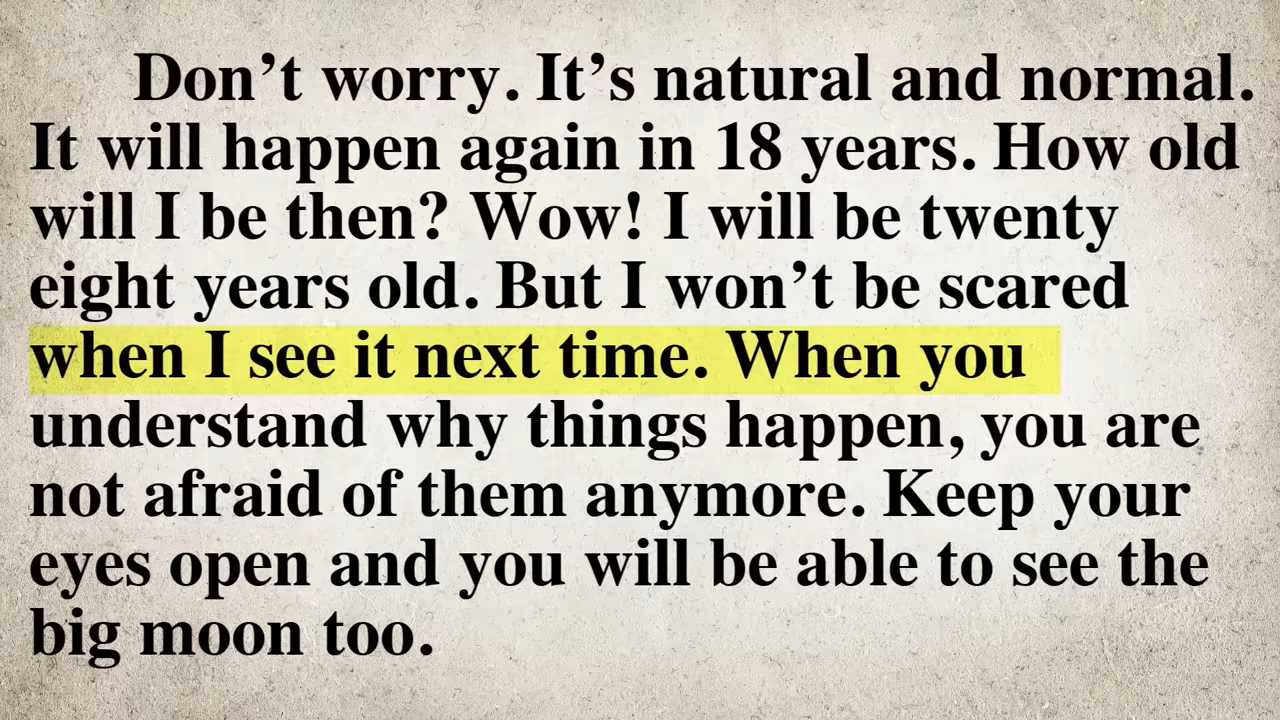 Don’t worry. It’s natural and normal.
It will happen again in 18 years. How old
will I be then? Wow! I will be twenty
eight years old. But I won’t be scared
when I see it next time. When you
understand why things happen, you are
not afraid of them anymore. Keep your
eyes open and you will be able to see the
big moon too.